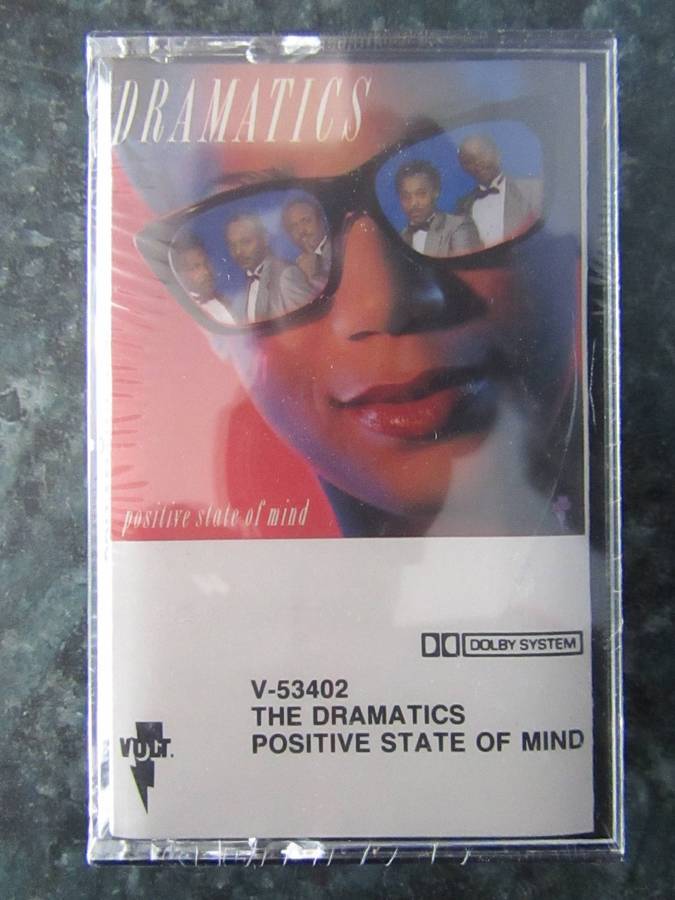 DRAMATICS
positive state of mind
DOLBY SYSTEM
V-53402
THE DRAMATICS
POSITIVE STATE OF MIND
VOLT.